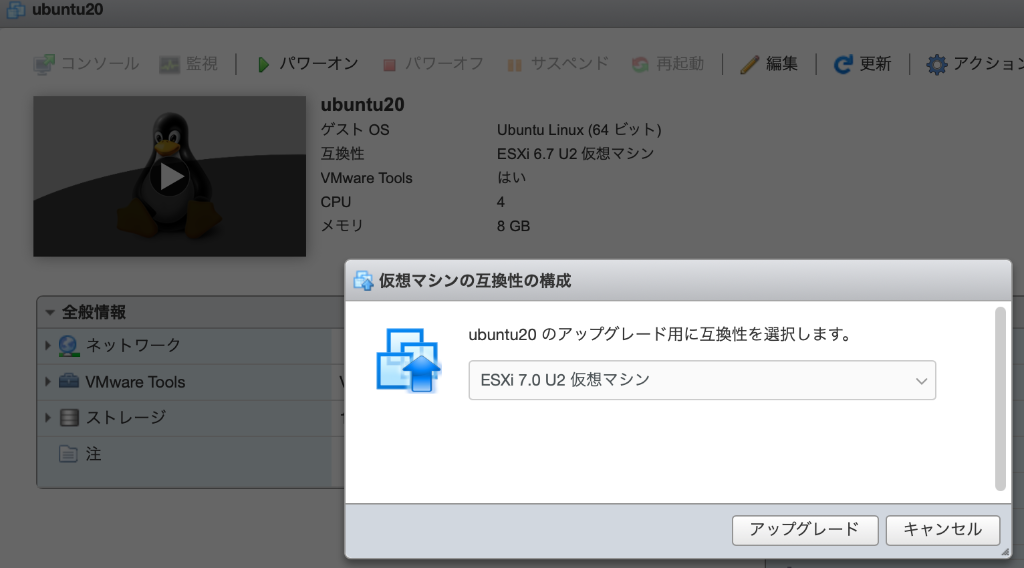 ubuntu20
コンソール 監視 パワーオン パワーオフ サスペンド 再起動 編集 更新 アクション
ubuntu20
ゲスト OS Ubuntu Linux (64 ビット)
互換性 ESXi 6.7 U2 仮想マシン
VMware Tools はい
CPU 4
メモリ 8 GB
仮想マシンの互換性の構成
全般情報
ubuntu20 のアップグレード用に互換性を選択します。
ネットワーク
ESXi 7.0 U2 仮想マシン
VMware Tools
ストレージ
注
アップグレード キャンセル